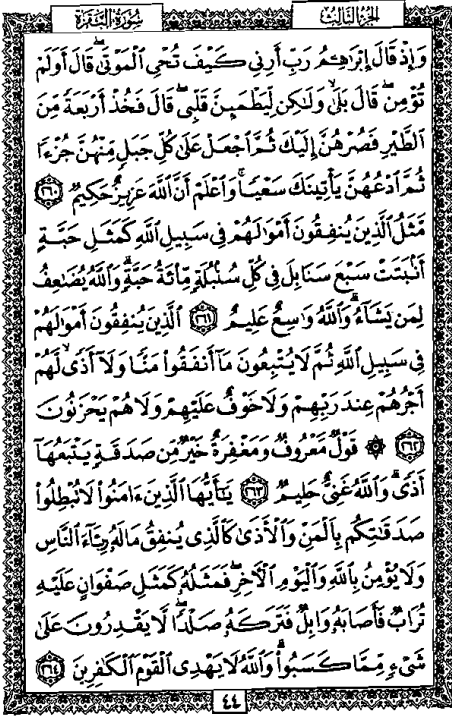 سُورَةُ البَقَرَةِ
الجُزءُ الثَّالِثُ
وَإِذْ قَالَ إِبْرَٰهِـۧمُ رَبِّ أَرِنِى كَيْفَ تُحْىِ ٱلْمَوْتَىٰ ۖ قَالَ أَوَلَمْ
تُؤْمِن ۖ قَالَ بَلَىٰ وَلَٰكِن لِّيَطْمَئِنَّ قَلْبِى ۖ قَالَ فَخُذْ أَرْبَعَةً مِّنَ
ٱلطَّيْرِ فَصُرْهُنَّ إِلَيْكَ ثُمَّ ٱجْعَلْ عَلَىٰ كُلِّ جَبَلٍ مِّنْهُنَّ جُزْءًا
ثُمَّ ٱدْعُهُنَّ يَأْتِينَكَ سَعْيًا ۚ وَٱعْلَمْ أَنَّ ٱللَّهَ عَزِيزٌ حَكِيمٌ ٢٦٠
مَّثَلُ ٱلَّذِينَ يُنفِقُونَ أَمْوَٰلَهُمْ فِى سَبِيلِ ٱللَّهِ كَمَثَلِ حَبَّةٍ
أَنۢبَتَتْ سَبْعَ سَنَابِلَ فِى كُلِّ سُنۢبُلَةٍ مِّا۟ئَةُ حَبَّةٍ ۗ وَٱللَّهُ يُضَٰعِفُ
لِمَن يَشَآءُ ۗ وَٱللَّهُ وَٰسِعٌ عَلِيمٌ ٢٦١ ٱلَّذِينَ يُنفِقُونَ أَمْوَٰلَهُمْ
فِى سَبِيلِ ٱللَّهِ ثُمَّ لَا يُتْبِعُونَ مَآ أَنفَقُوا۟ مَنًّا وَلَآ أَذًى ۙ لَّهُمْ
أَجْرُهُمْ عِندَ رَبِّهِمْ وَلَا خَوْفٌ عَلَيْهِمْ وَلَا هُمْ يَحْزَنُونَ
٢٦٢ ۞ قَوْلٌ مَّعْرُوفٌ وَمَغْفِرَةٌ خَيْرٌ مِّن صَدَقَةٍ يَتْبَعُهَآ
أَذًى ۗ وَٱللَّهُ غَنِىٌّ حَلِيمٌ ٢٦٣ يَٰٓأَيُّهَا ٱلَّذِينَ ءَامَنُوا۟ لَا تُبْطِلُوا۟
صَدَقَٰتِكُم بِٱلْمَنِّ وَٱلْأَذَىٰ كَٱلَّذِى يُنفِقُ مَالَهُۥ رِئَآءَ ٱلنَّاسِ
وَلَا يُؤْمِنُ بِٱللَّهِ وَٱلْيَوْمِ ٱلْءَاخِرِ ۖ فَمَثَلُهُۥ كَمَثَلِ صَفْوَانٍ عَلَيْهِ
تُرَابٌ فَأَصَابَهُۥ وَابِلٌ فَتَرَكَهُۥ صَلْدًا ۖ لَّا يَقْدِرُونَ عَلَىٰ
شَىْءٍ مِّمَّا كَسَبُوا۟ ۗ وَٱللَّهُ لَا يَهْدِى ٱلْقَوْمَ ٱلْكَٰفِرِينَ ٢٦٤
٤٤